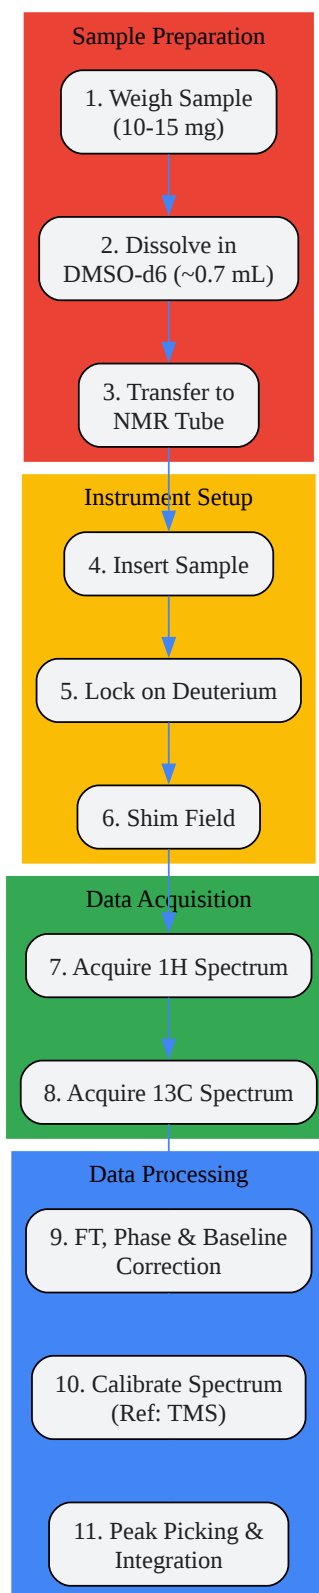 Sample Preparation
1. Weigh Sample
(10-15 mg)
2. Dissolve in
DMSO-d6 (~0.7 mL)
3. Transfer to
NMR Tube
Instrument Setup
4. Insert Sample
5. Lock on Deuterium
6. Shim Field
Data Acquisition
7. Acquire 1H Spectrum
8. Acquire 13C Spectrum
Data Processing
9. FT, Phase & Baseline
Correction
10. Calibrate Spectrum
(Ref: TMS)
11. Peak Picking &
Integration